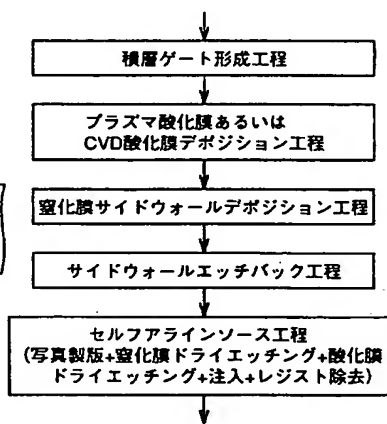 積層ゲート形成工程
プラズマ酸化膜あるいは
CVD酸化膜デポジション工程
窒化膜サイドウォールデポジション工程
サイドウォールエッチバック工程
セルフアラインソース工程
(写真製版+窒化膜ドライエッチング+酸化膜
ドライエッチング+注入+レジスト除去)